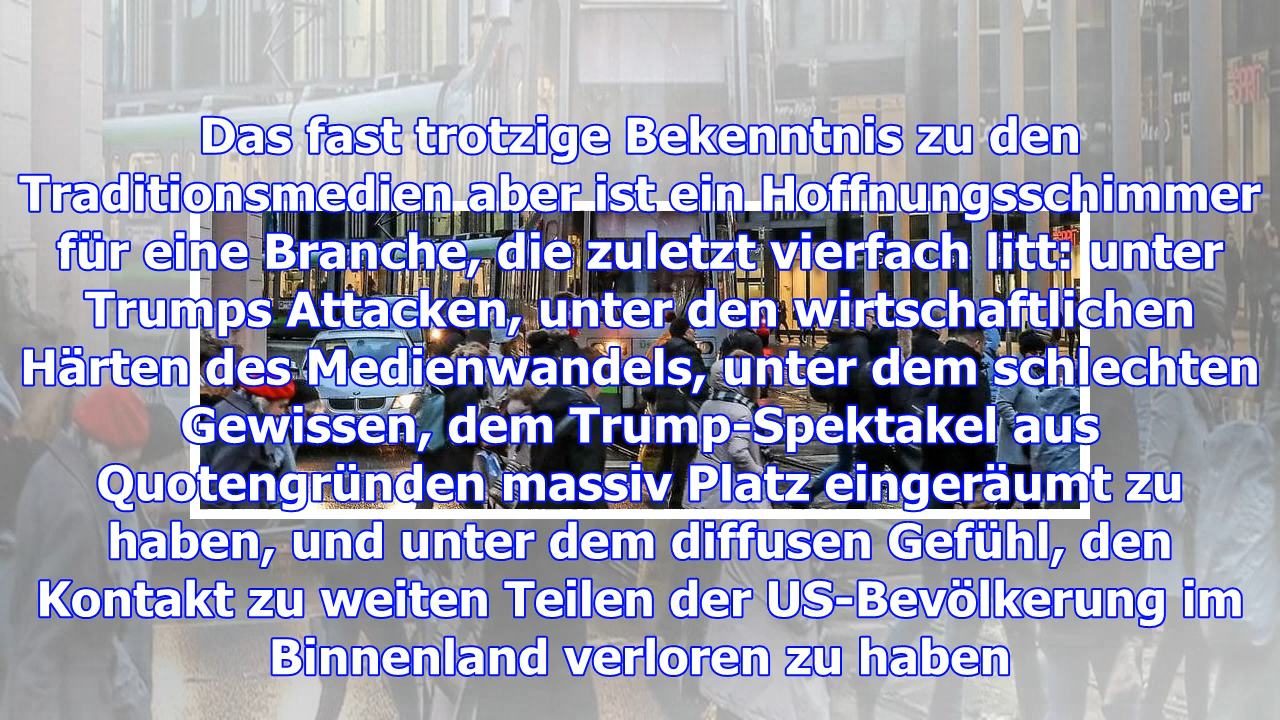 Das fast trotzige Bekenntnis zu den
Traditionsmedien aber ist ein Hoffnungsschimmer
für eine Branche, die zuletzt vierfach litt: unter
Trumps Attacken, unter den wirtschaftlichen
Härten des Medienwandels, unter dem schlechten
Gewissen, dem Trump-Spektakel aus
Quotengründen massiv Platz eingeräumt zu
haben, und unter dem diffusen Gefühl, den
Kontakt zu weiten Teilen der US-Bevölkerung im
Binnenland verloren zu haben